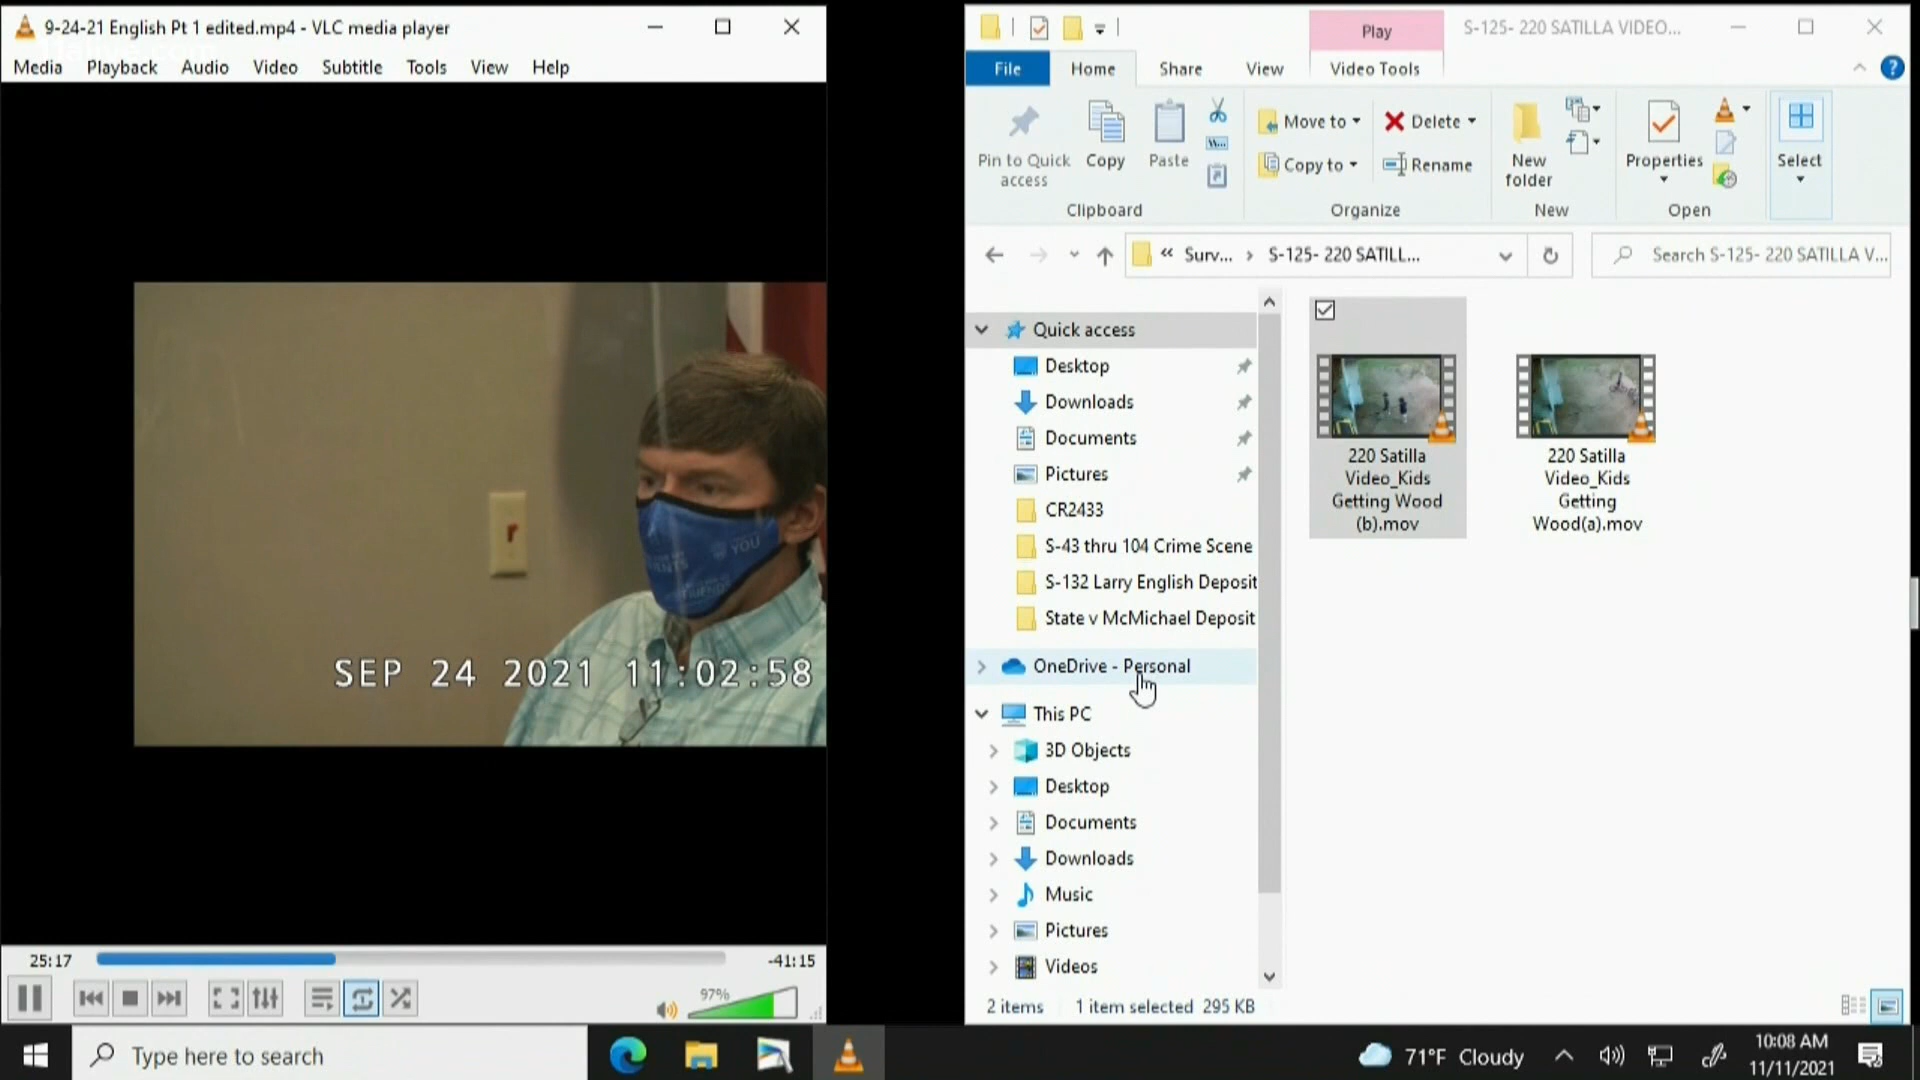 9-24-21 English Pt 1 edited.mp4 - VLC media player
Media Playback Audio Video Subtitle Tools View Help
YOU
SEP 24 2021 11:02:58
25:17
-41:15
97%
Play
S-125- 220 SATILLA VIDEO...
File Home Share View Video Tools
Pin to Quick access
Copy
Paste
Move to
Copy to
Delete
Rename
New folder
Properties
Select
Clipboard Organize New Open
« Surv... > S-125- 220 SATILL...
Search S-125- 220 SATILLA V...
Quick access
Desktop
Downloads
Documents
Pictures
CR2433
S-43 thru 104 Crime Scene
S-132 Larry English Deposit
State v McMichael Deposit
OneDrive - Personal
This PC
3D Objects
Desktop
Documents
Downloads
Music
Pictures
Videos
220 Satilla
Video_Kids
Getting Wood
(b).mov
220 Satilla
Video_Kids
Getting
Wood(a).mov
2 items 1 item selected 295 KB
Type here to search
71°F Cloudy
10:08 AM
11/11/2021